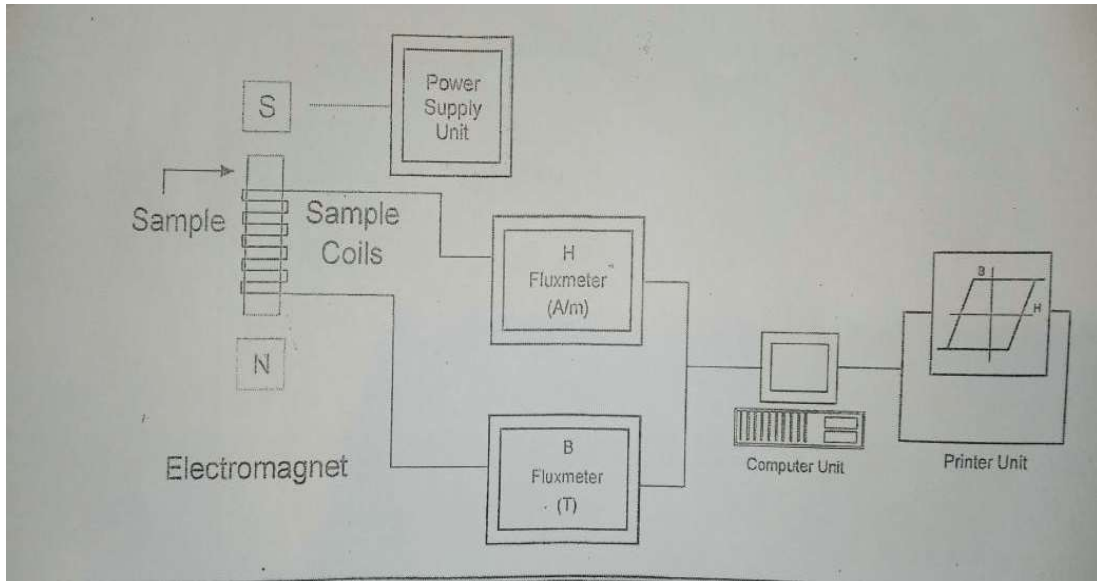 Power
Supply
Unit
S
Sample
Sample
Coils
H
Fluxmeter
(A/m)
B
H
N
B
Fluxmeter
(T)
Electromagnet
Computer Unit
Printer Unit